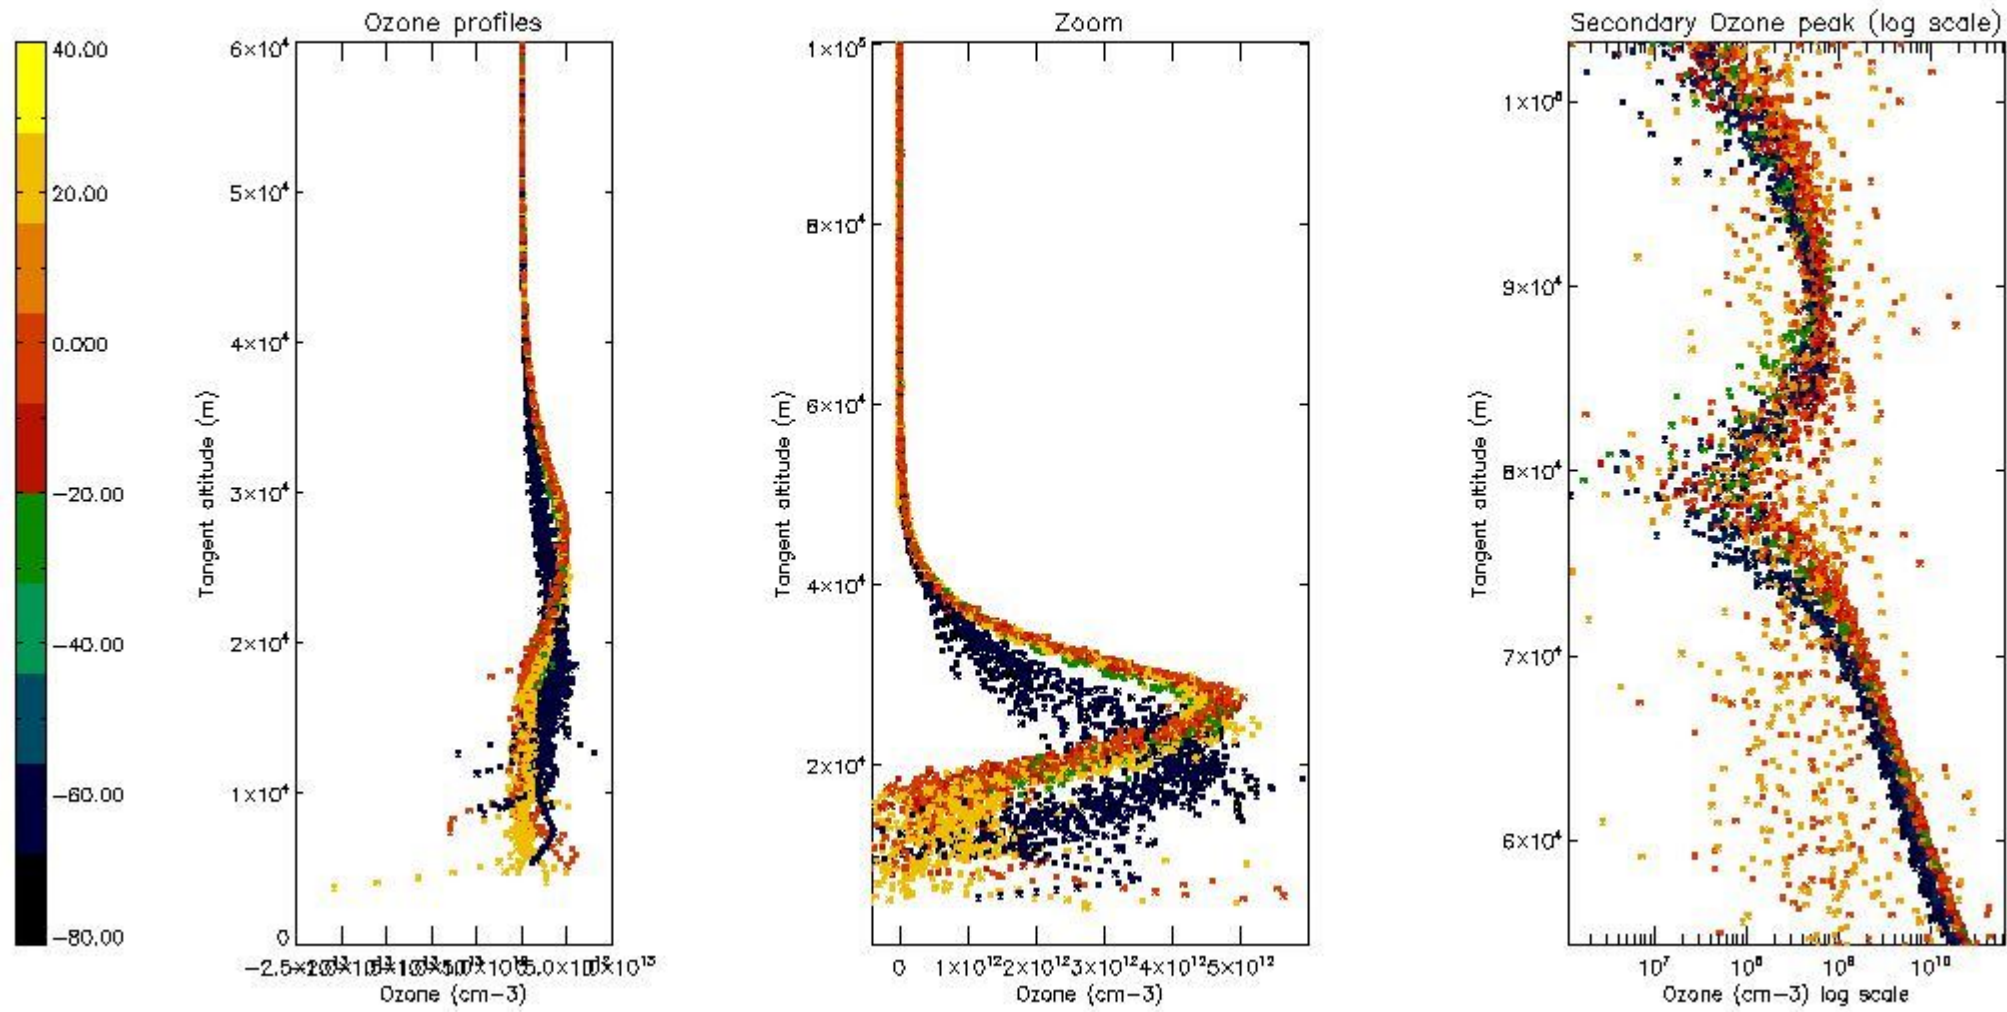 Ozone profiles
Zoom
Secondary Ozone peak (log scale)
40.00
20.00
0.000
−20.00
−40.00
−60.00
−80.00
6×10⁴
5×10⁴
4×10⁴
3×10⁴
2×10⁴
1×10⁴
0
Tangent altitude (m)
Ozone (cm−3)
1×10⁵
8×10⁴
6×10⁴
4×10⁴
2×10⁴
Tangent altitude (m)
0 1×10¹² 2×10¹² 3×10¹² 4×10¹² 5×10¹²
Ozone (cm−3)
9×10⁴
8×10⁴
7×10⁴
6×10⁴
Tangent altitude (m)
10⁷ 10⁸ 10⁹ 10¹⁰
Ozone (cm−3) log scale